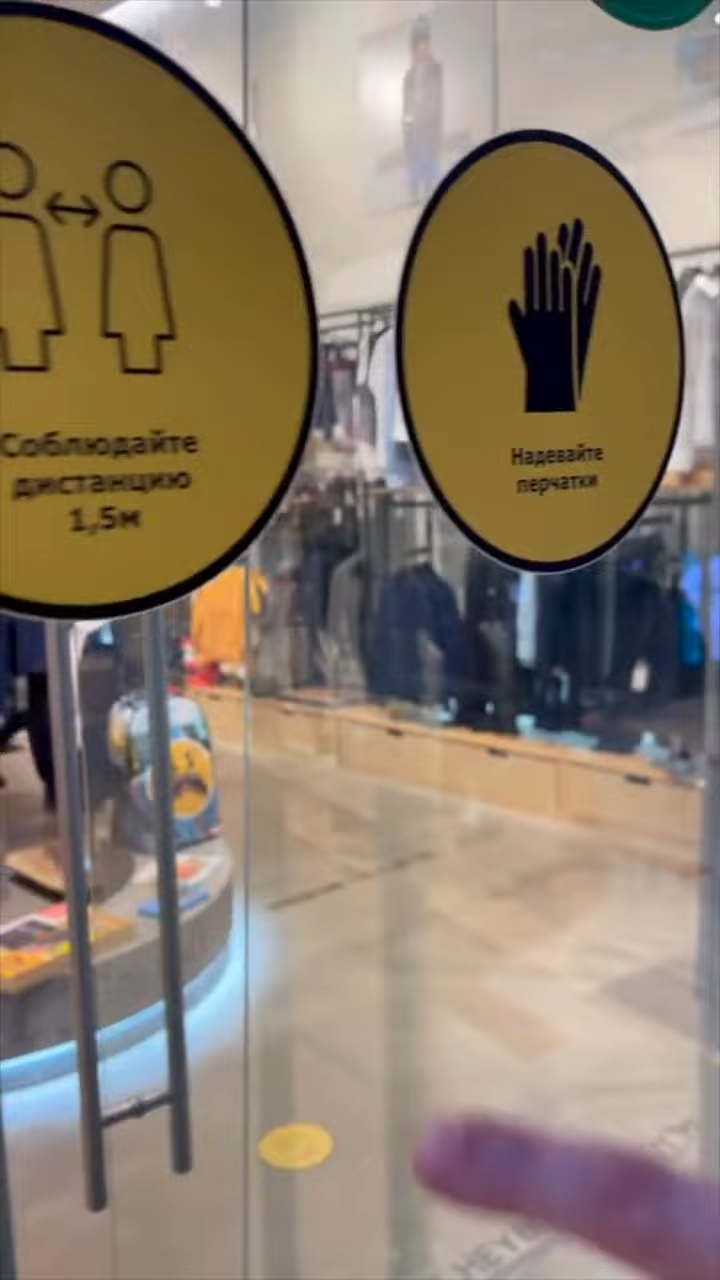 Соблюдайте
дистанцию
1,5м
Надевайте
перчатки